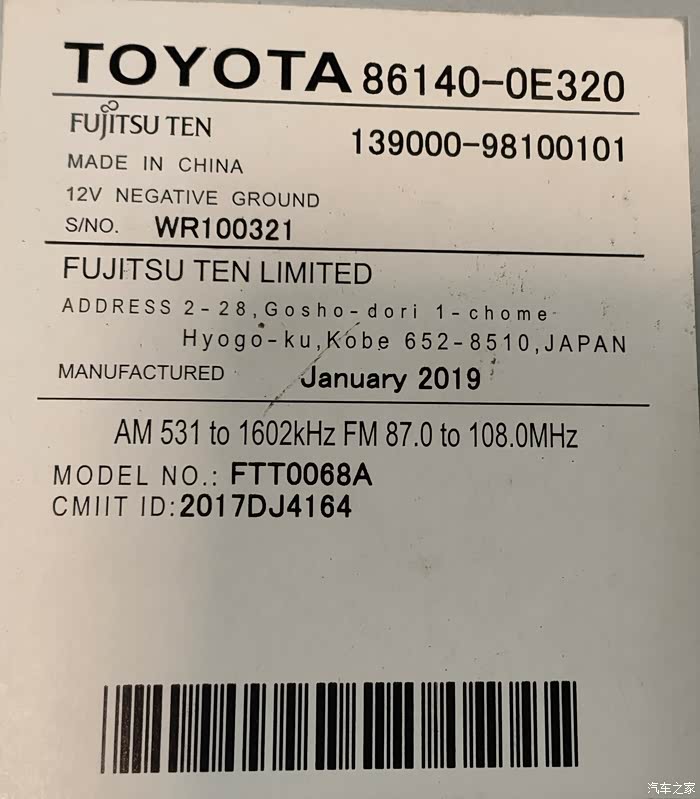 TOYOTA 86140-0E320
FUJITSU TEN 139000-98100101
MADE IN CHINA
12V NEGATIVE GROUND
S/NO. WR100321
FUJITSU TEN LIMITED
ADDRESS 2-28,Gosho-dori 1-chome
Hyogo-ku,Kobe 652-8510,JAPAN
MANUFACTURED January 2019
AM 531 to 1602kHz FM 87.0 to 108.0MHz
MODEL NO.: FTT0068A
CMIIT ID:2017DJ4164
汽车之家